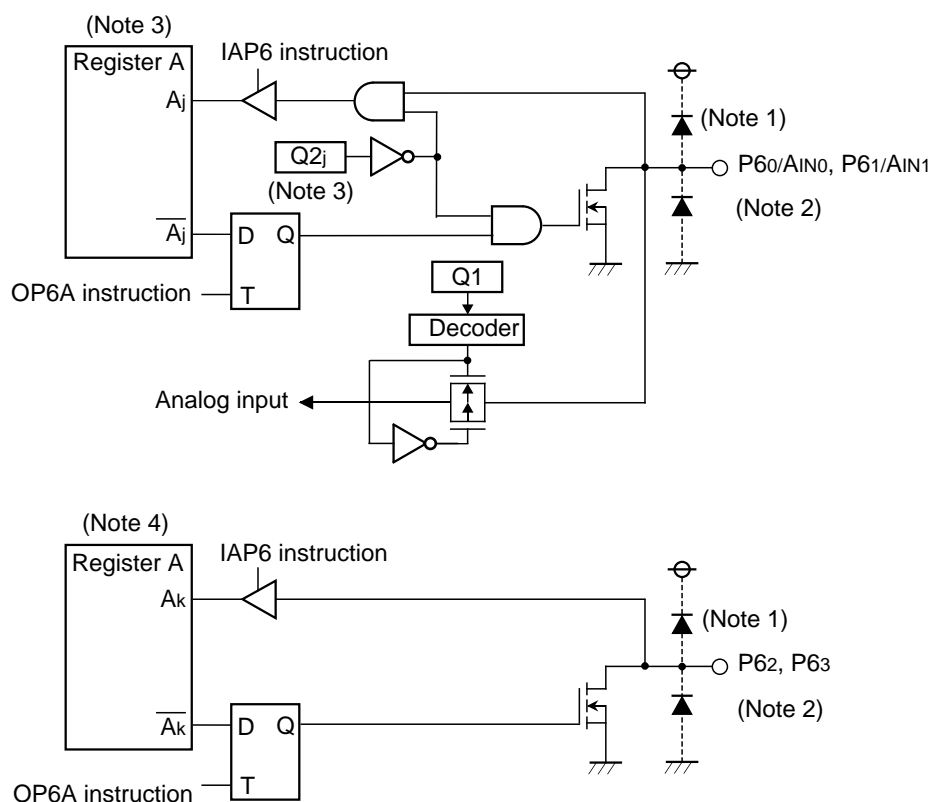 (Note 3)
Register A
IAP6 instruction
Aj
Q2j
(Note 3)
(Note 1)
P60/AIN0, P61/AIN1
(Note 2)
Aj
D
Q
T
OP6A instruction
Q1
Decoder
Analog input
(Note 4)
Register A
IAP6 instruction
Ak
(Note 1)
P62, P63
(Note 2)
Ak
D
Q
T
OP6A instruction